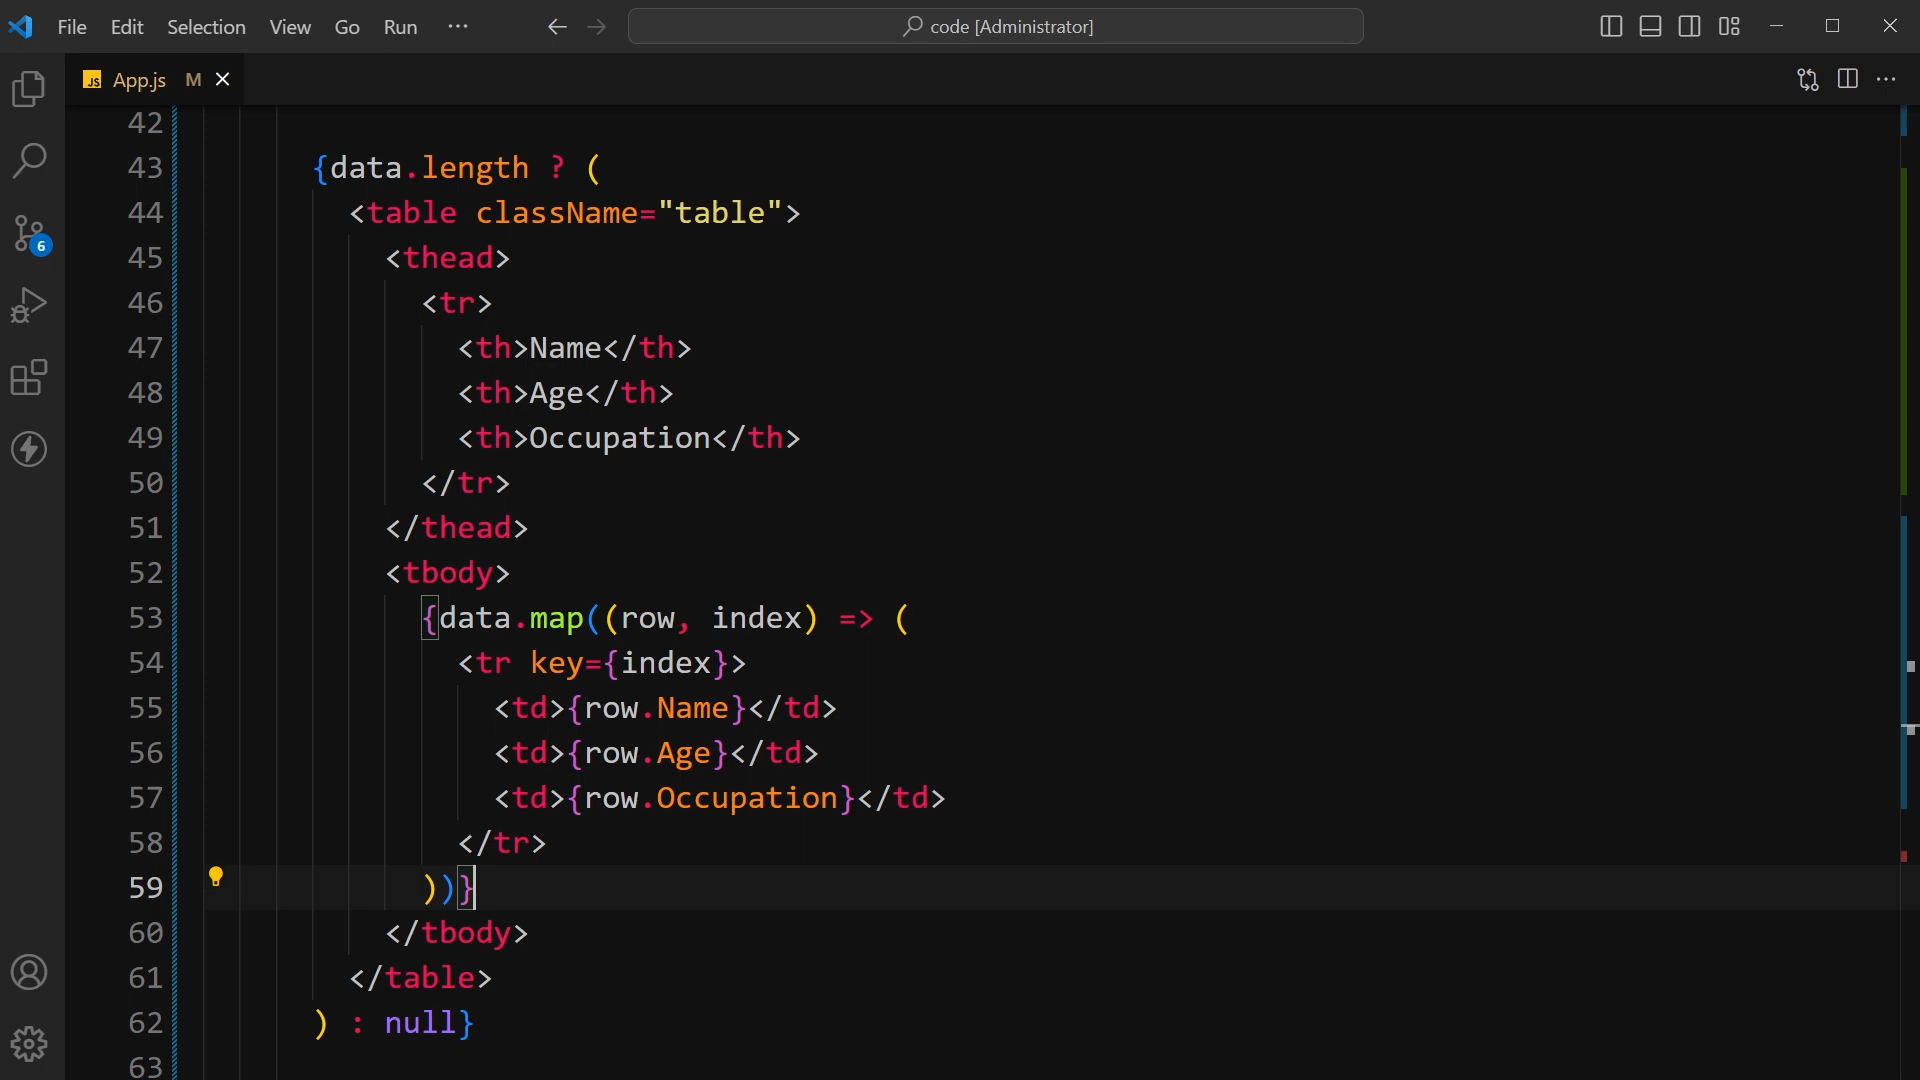 File Edit Selection View Go Run ··· code [Administrator]
JS App.js M
6
42
43 {data.length ? (
44 <table className="table">
45 <thead>
46 <tr>
47 <th>Name</th>
48 <th>Age</th>
49 <th>Occupation</th>
50 </tr>
51 </thead>
52 <tbody>
53 {data.map((row, index) => (
54 <tr key={index}>
55 <td>{row.Name}</td>
56 <td>{row.Age}</td>
57 <td>{row.Occupation}</td>
58 </tr>
59 ))}
60 </tbody>
61 </table>
62 ) : null}
63